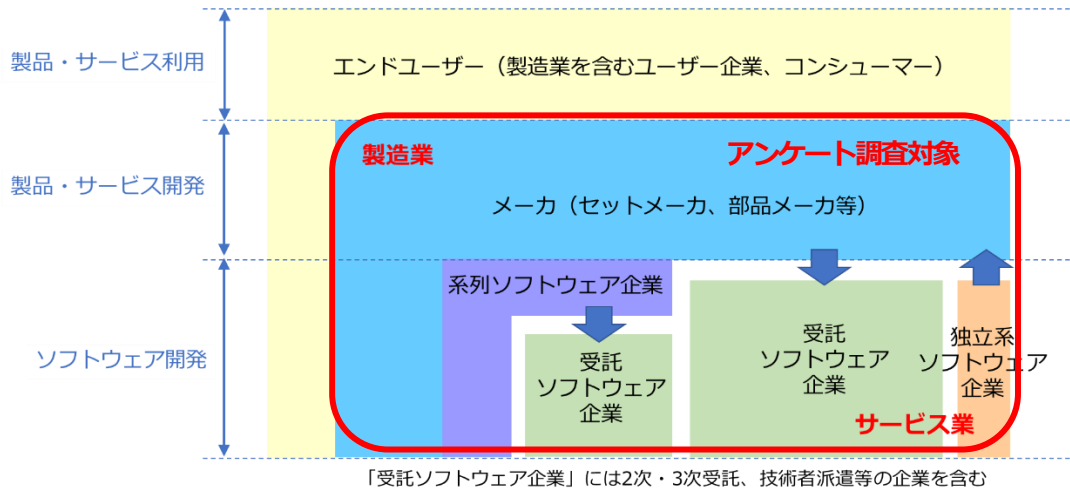 製品・サービス利用
エンドユーザー（製造業を含むユーザー企業、コンシューマー）
製造業
アンケート調査対象
製品・サービス開発
メーカ（セットメーカ、部品メーカ等）
系列ソフトウェア企業
ソフトウェア開発
受託
ソフトウェア
企業
受託
ソフトウェア
企業
独立系
ソフトウェア
企業
サービス業
「受託ソフトウェア企業」には2次・3次受託、技術者派遣等の企業を含む